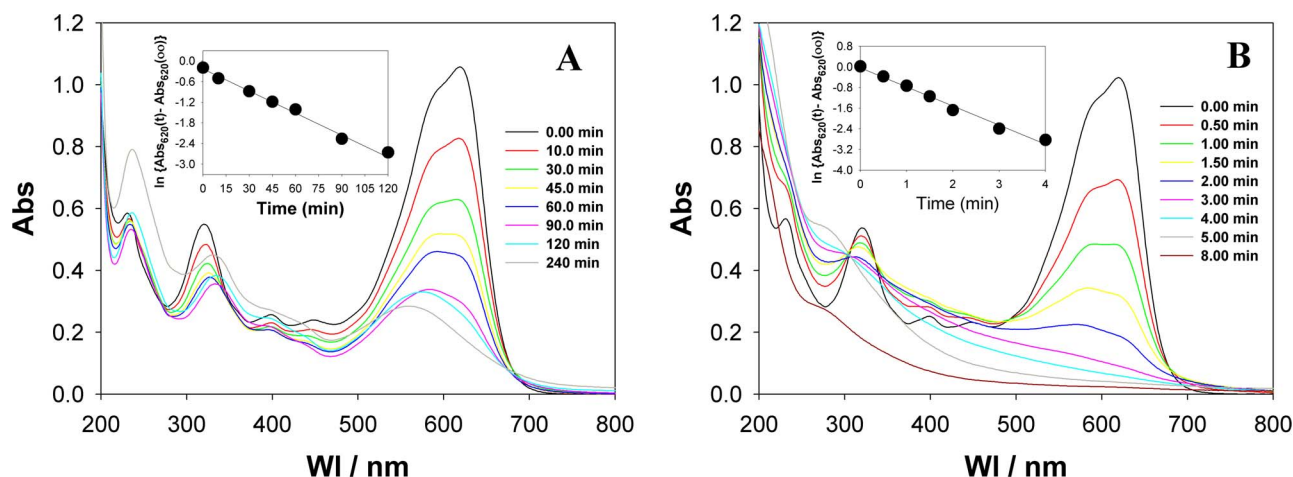 A
1.2
1.0
0.8
0.6
0.4
0.2
0.0
Abs
200 300 400 500 600 700 800
Wl / nm
ln {Abs620(t)- Abs620(oo)}
0.0
-0.6
-1.2
-1.8
-2.4
-3.0
0 15 30 45 60 75 90 105 120
Time (min)
0.00 min
10.0 min
30.0 min
45.0 min
60.0 min
90.0 min
120 min
240 min
B
1.2
1.0
0.8
0.6
0.4
0.2
0.0
Abs
200 300 400 500 600 700 800
Wl / nm
ln {Abs620(t)- Abs620(oo)}
0.8
0.0
-0.8
-1.6
-2.4
-3.2
-4.0
0 1 2 3 4
Time (min)
0.00 min
0.50 min
1.00 min
1.50 min
2.00 min
3.00 min
4.00 min
5.00 min
8.00 min